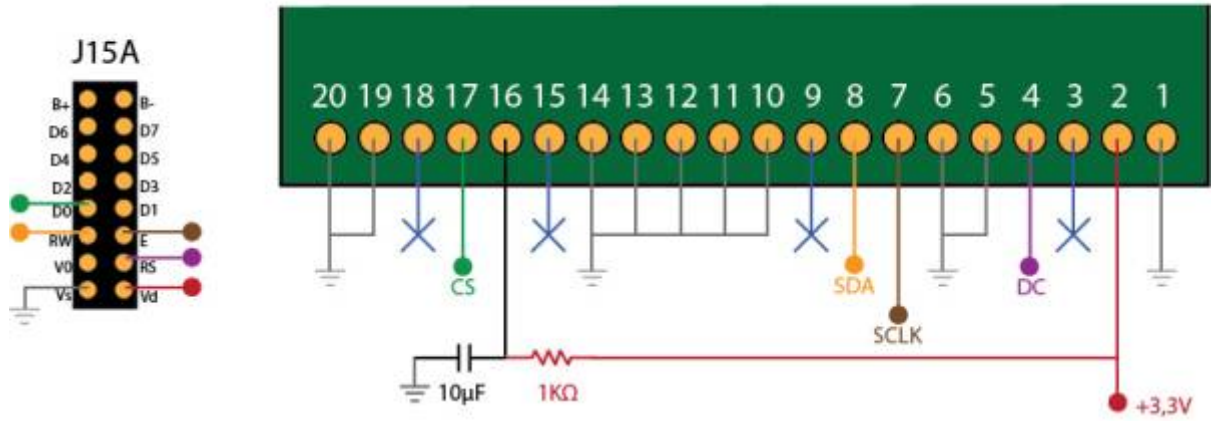 J15A
B+ B-
D6 D7
D4 D5
D2 D3
D0 D1
RW E
V0 RS
Vs Vd
20 19 18 17 16 15 14 13 12 11 10 9 8 7 6 5 4 3 2 1
CS SDA DC
SCLK
10µF 1KΩ
+3,3V